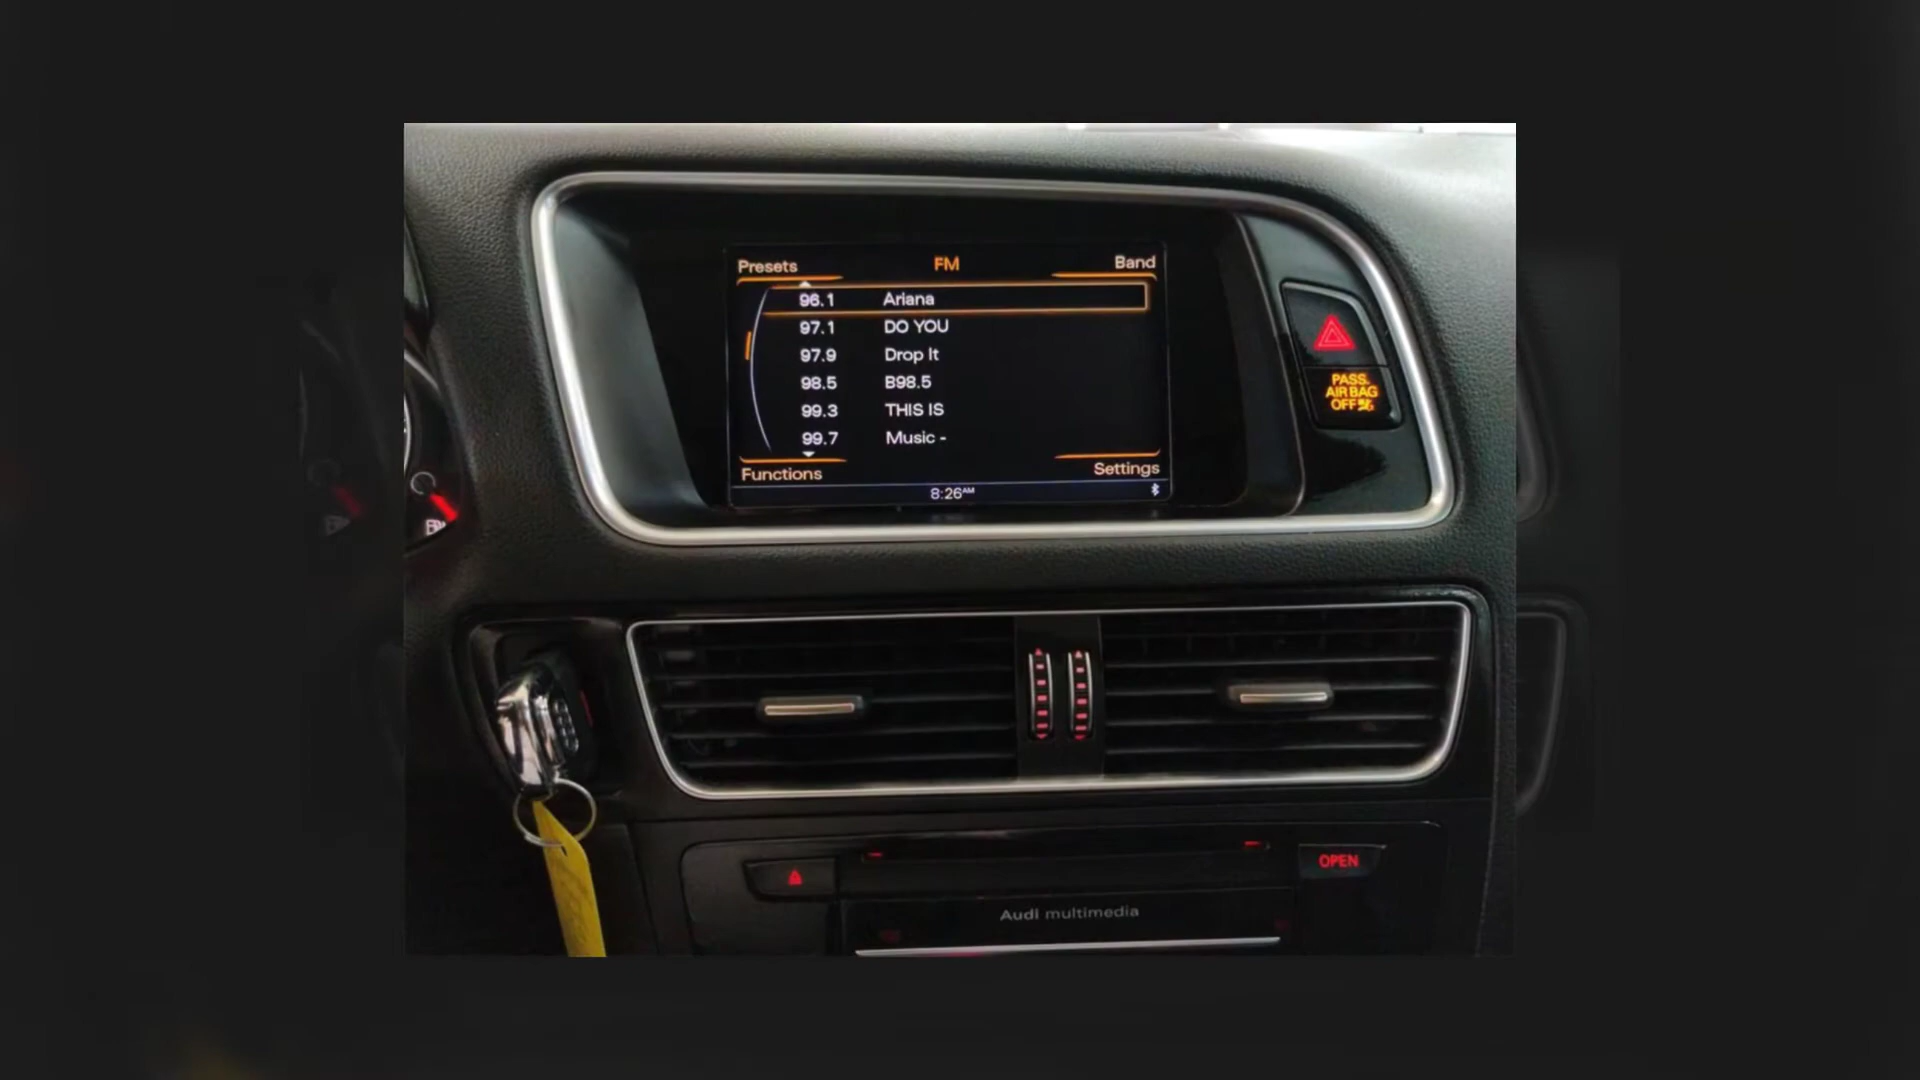 Presets FM Band
96.1 Ariana
97.1 DO YOU
97.9 Drop It
98.5 B98.5
99.3 THIS IS
99.7 Music -
Functions Settings
8:26AM
PASS.
AIR BAG
OFF
OPEN
Audi multimedia